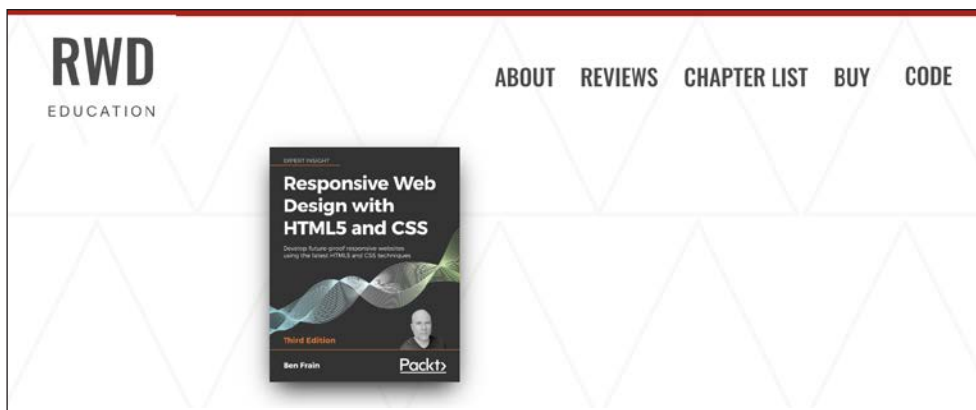 RWD
EDUCATION
ABOUT REVIEWS CHAPTER LIST BUY CODE
EXPERT INSIGHT
Responsive Web
Design with
HTML5 and CSS
Develop future-proof responsive websites
using the latest HTML5 and CSS techniques
Third Edition
Ben Frain
Packt>